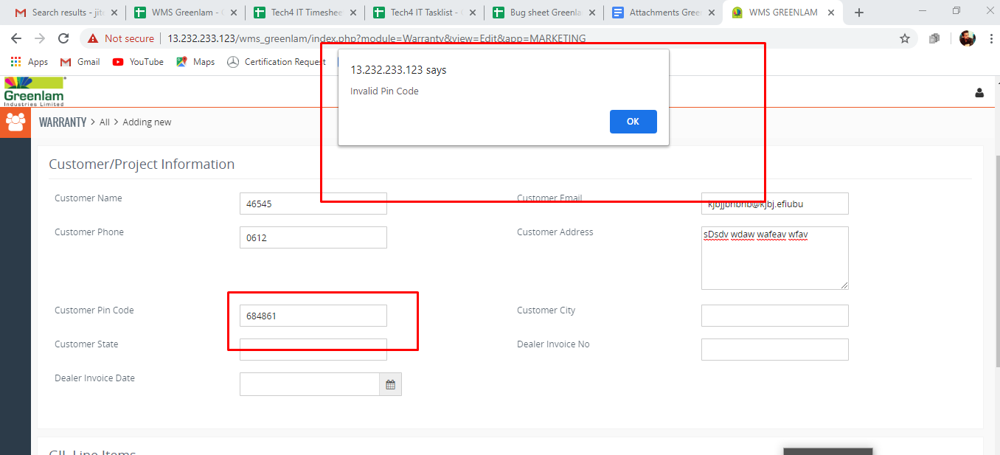 Search results - jit
WMS Greenlam - G
Tech4 IT Timeshee
Tech4 IT Tasklist - G
Bug sheet Greenla
Attachments Gree
WMS GREENLAM
Not secure
13.232.233.123/wms_greenlam/index.php?module=Warranty&view=Edit&app=MARKETING
Apps
Gmail
YouTube
Maps
Certification Request
13.232.233.123 says
Invalid Pin Code
OK
Greenlam
Industries Limited
WARRANTY > All > Adding new
Customer/Project Information
Customer Name
46545
Customer Email
Customer Phone
0612
Customer Address
sDsdv wdaw wafeav wfav
Customer Pin Code
684861
Customer City
Customer State
Dealer Invoice No
Dealer Invoice Date
GIL Line Items